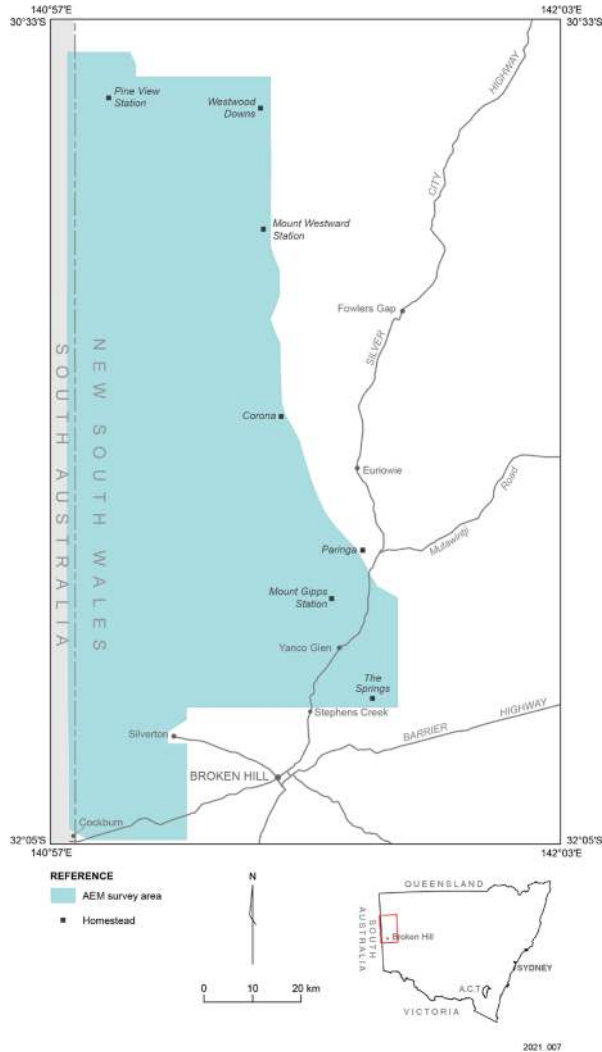 140°57'E
142°03'E
30°33'S
30°33'S
HIGHWAY
Pine View
Station
Westwood
Downs
CITY
Mount Westward
Station
Fowlers Gap
SILVER
NEW SOUTH WALES
SOUTH AUSTRALIA
Corona
Euriowie
Road
Mutawintji
Paringa
Mount Gipps
Station
Yanco Glen
The
Springs
Stephens Creek
HIGHWAY
BARRIER
Silverton
BROKEN HILL
Cockburn
32°05'S
32°05'S
140°57'E
142°03'E
REFERENCE
AEM survey area
Homestead
N
0 10 20 km
QUEENSLAND
SOUTH
AUSTRALIA
Broken Hill
SYDNEY
A.C.T
VICTORIA
2021_007